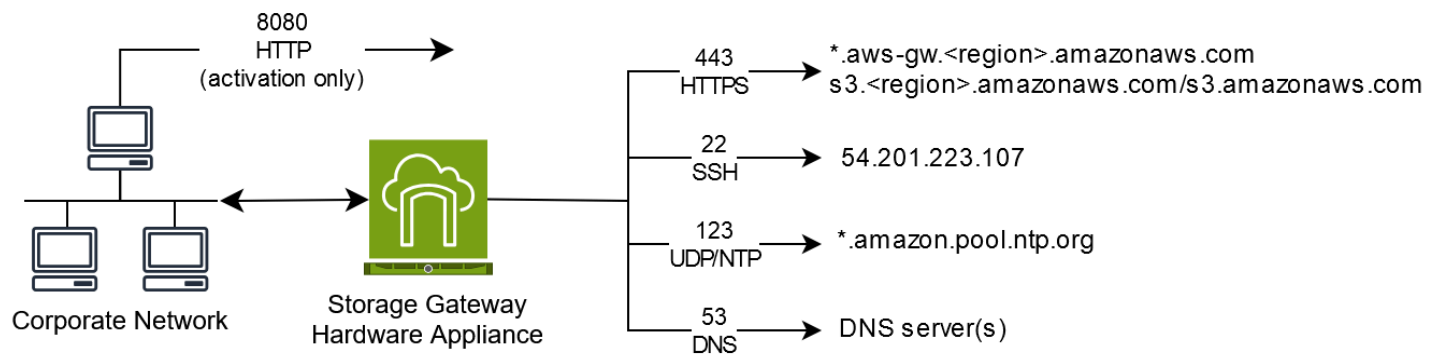 8080
HTTP
(activation only)
443
HTTPS
*.aws-gw.<region>.amazonaws.com
s3.<region>.amazonaws.com/s3.amazonaws.com
22
SSH
54.201.223.107
123
UDP/NTP
*.amazon.pool.ntp.org
53
DNS
DNS server(s)
Corporate Network
Storage Gateway
Hardware Appliance